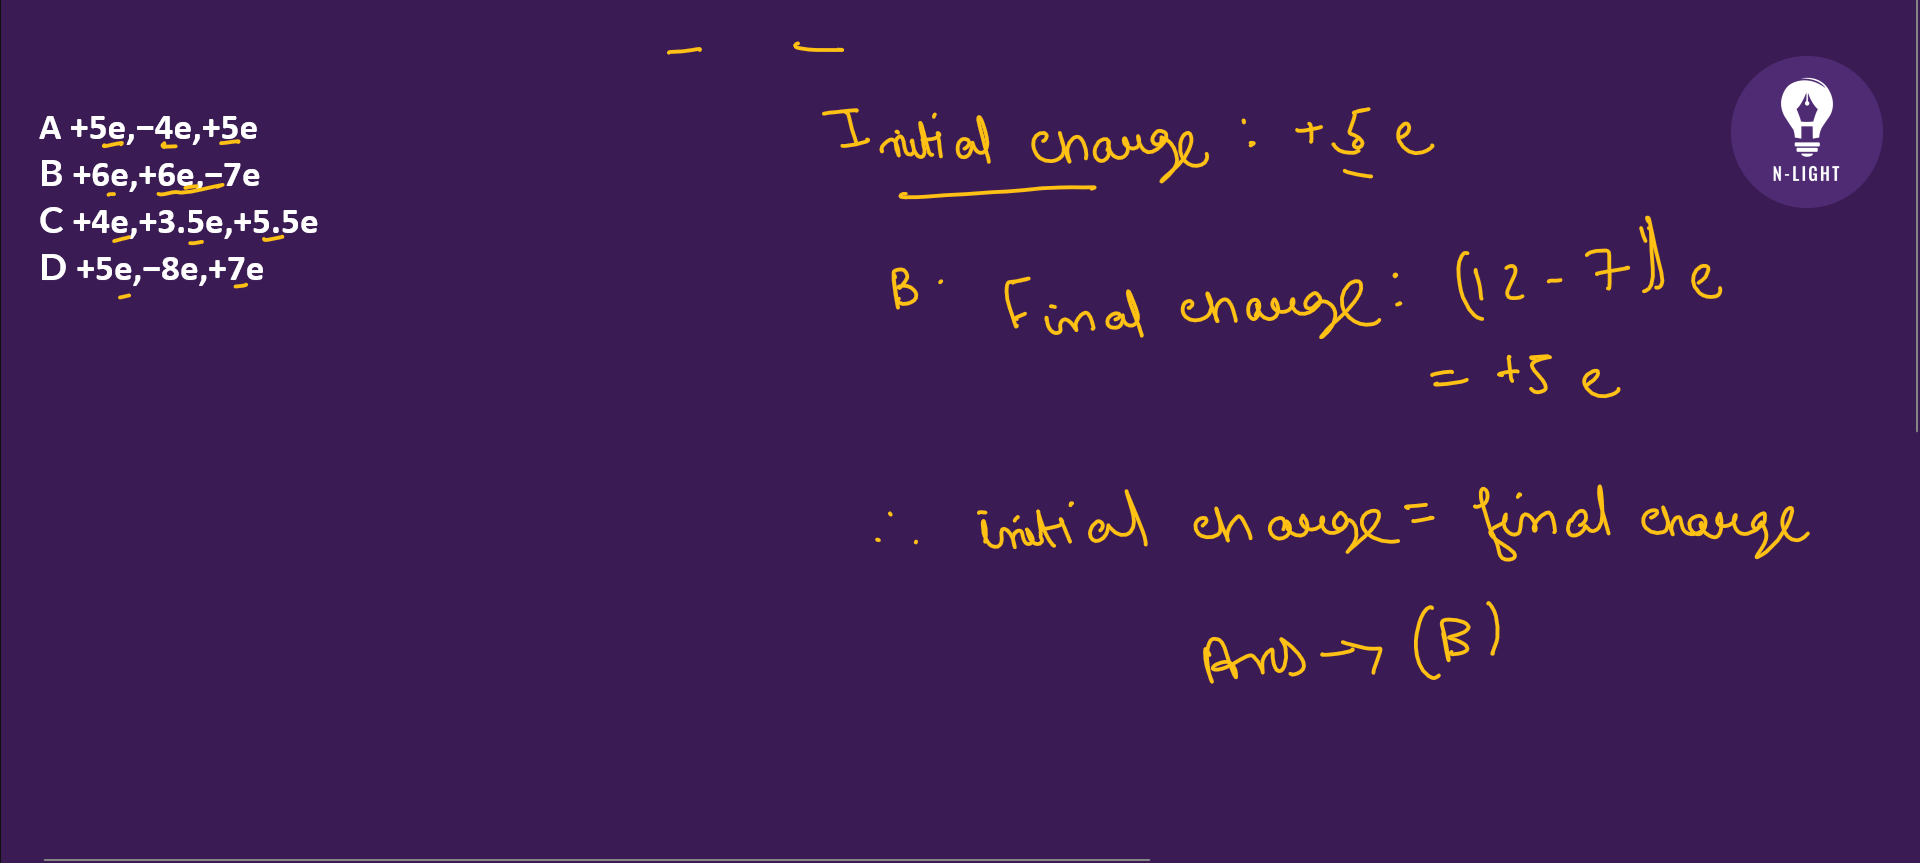 A +5e,−4e,+5e
B +6e,+6e,−7e
C +4e,+3.5e,+5.5e
D +5e,−8e,+7e
Initial charge : +5 e
N-LIGHT
B. Final charge : (12 - 7) e
= +5 e
∴ initial charge = final charge
Ans → (B)